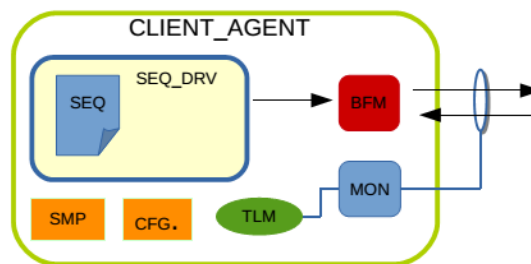 CLIENT_AGENT
SEQ_DRV
SEQ
BFM
MON
TLM
SMP
CFG.